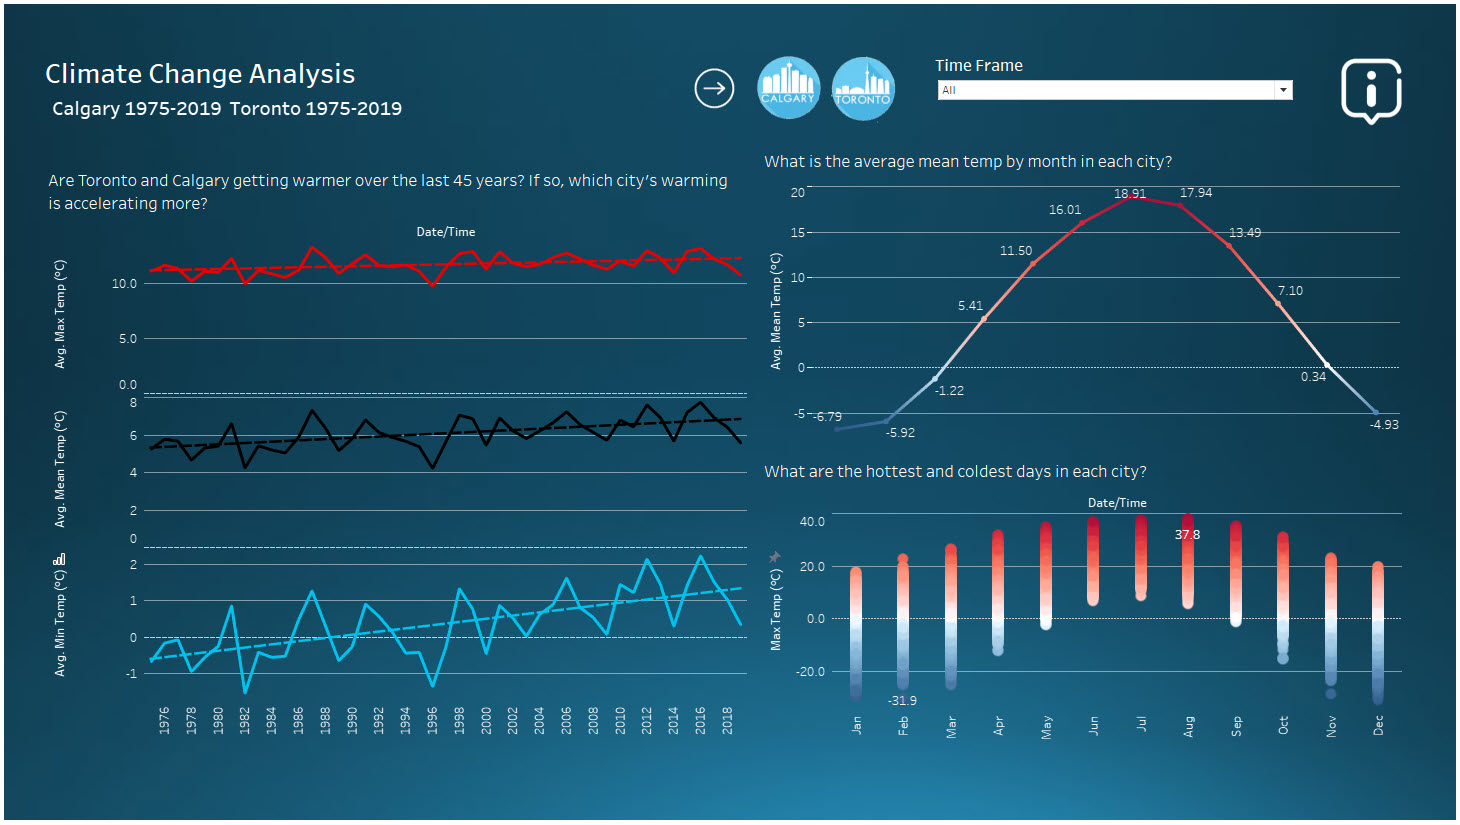 Climate Change Analysis
Calgary 1975-2019 Toronto 1975-2019
CALGARY
TORONTO
Time Frame
All
Are Toronto and Calgary getting warmer over the last 45 years? If so, which city's warming
is accelerating more?
Date/Time
Avg. Max Temp (°C)
10.0
5.0
0.0
Avg. Mean Temp (°C)
8
6
4
2
0
Avg. Min Temp (°C)
2
1
0
-1
1976
1978
1980
1982
1984
1986
1988
1990
1992
1994
1996
1998
2000
2002
2004
2006
2008
2010
2012
2014
2016
2018
What is the average mean temp by month in each city?
Avg. Mean Temp (°C)
20
15
10
5
0
-5
-6.79
-5.92
-1.22
5.41
11.50
16.01
18.91
17.94
13.49
7.10
0.34
-4.93
What are the hottest and coldest days in each city?
Date/Time
Max Temp (°C)
40.0
20.0
0.0
-20.0
37.8
-31.9
Jan
Feb
Mar
Apr
May
Jun
Jul
Aug
Sep
Oct
Nov
Dec